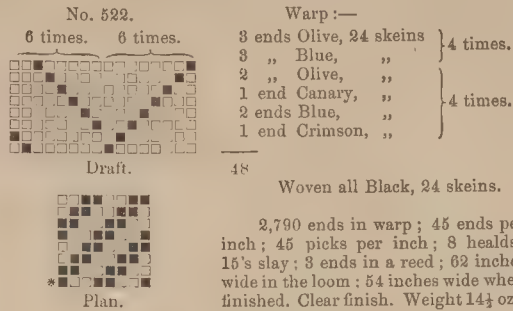 No. 522.
6 times. 6 times.
Draft.
*
Plan.
Warp :—
3 ends Olive, 24 skeins
3 „ Blue, „
4 times.
2 „ Olive, „
1 end Canary, „
2 ends Blue, „
1 end Crimson, „
4 times.
48
Woven all Black, 24 skeins.
2,790 ends in warp ; 45 ends pe
inch ; 45 picks per inch ; 8 healds
15's slay ; 3 ends in a reed ; 62 inche
wide in the loom : 54 inches wide whe
finished. Clear finish. Weight 14½ oz